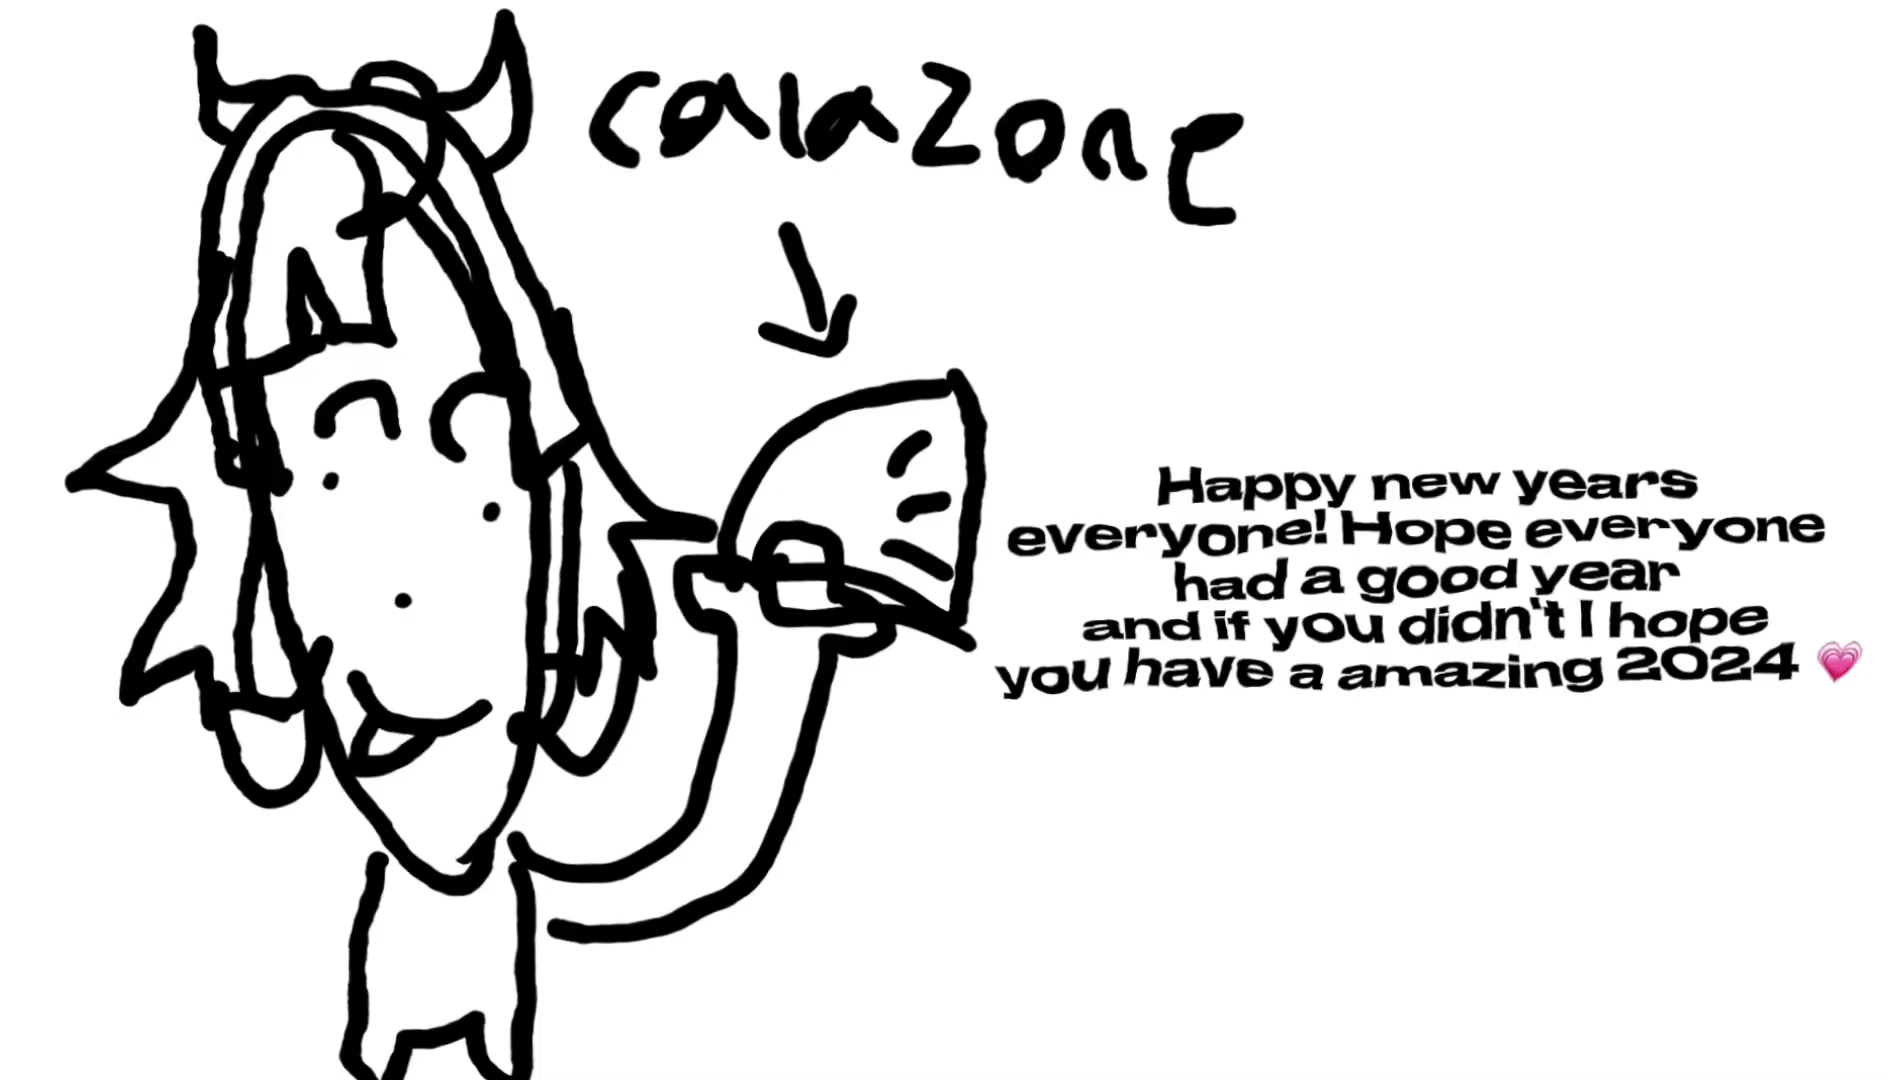 calazone
Happy new years
everyone! Hope everyone
had a good year
and if you didn't I hope
you have a amazing 2024 💗